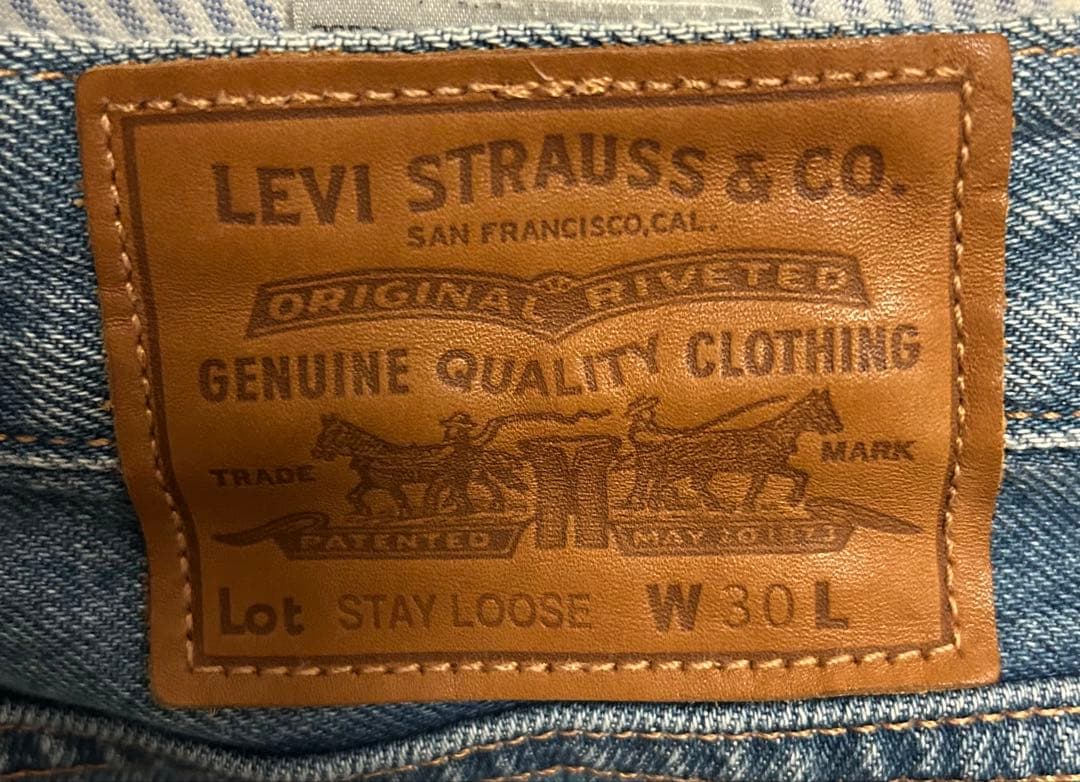 LEVI STRAUSS & CO.
SAN FRANCISCO, CAL.
ORIGINAL RIVETED
GENUINE QUALITY CLOTHING
TRADE MARK
PATENTED MAY 20 1873
Lot STAY LOOSE W 30 L